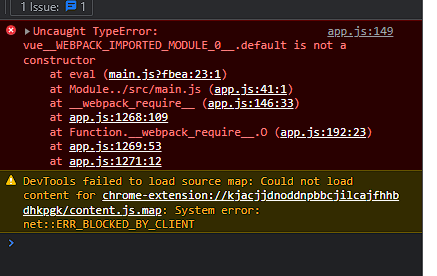 1 Issue: 1
Uncaught TypeError: app.js:149
vue__WEBPACK_IMPORTED_MODULE_0__.default is not a
constructor
at eval (main.js?fbea:23:1)
at Module../src/main.js (app.js:41:1)
at __webpack_require__ (app.js:146:33)
at app.js:1268:109
at Function.__webpack_require__.O (app.js:192:23)
at app.js:1269:53
at app.js:1271:12
DevTools failed to load source map: Could not load
content for chrome-extension://kjacjjdnoddnpbbcjilcajfhhb
dhkpgk/content.js.map: System error:
net::ERR_BLOCKED_BY_CLIENT